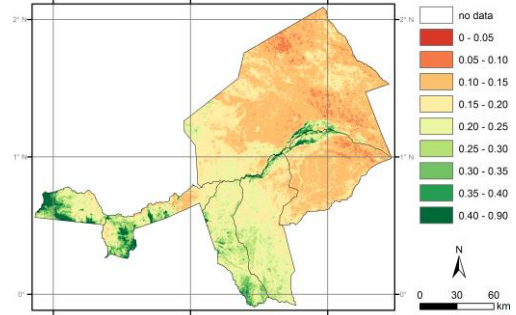 2° N
2° N
1° N
1° N
0°
0°
no data
0 - 0.05
0.05 - 0.10
0.10 - 0.15
0.15 - 0.20
0.20 - 0.25
0.25 - 0.30
0.30 - 0.35
0.35 - 0.40
0.40 - 0.90
N
0 30 60
km